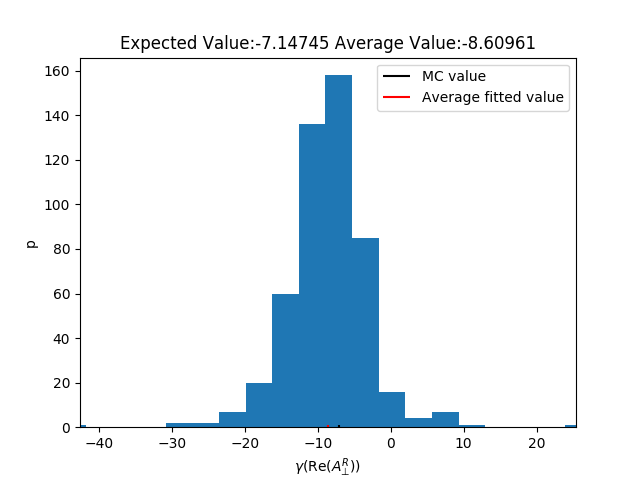 Expected Value:-7.14745 Average Value:-8.60961
MC value
Average fitted value
160
140
120
100
80
60
40
20
0
p
−40 −30 −20 −10 0 10 20
γ(Re(A_⊥^R))